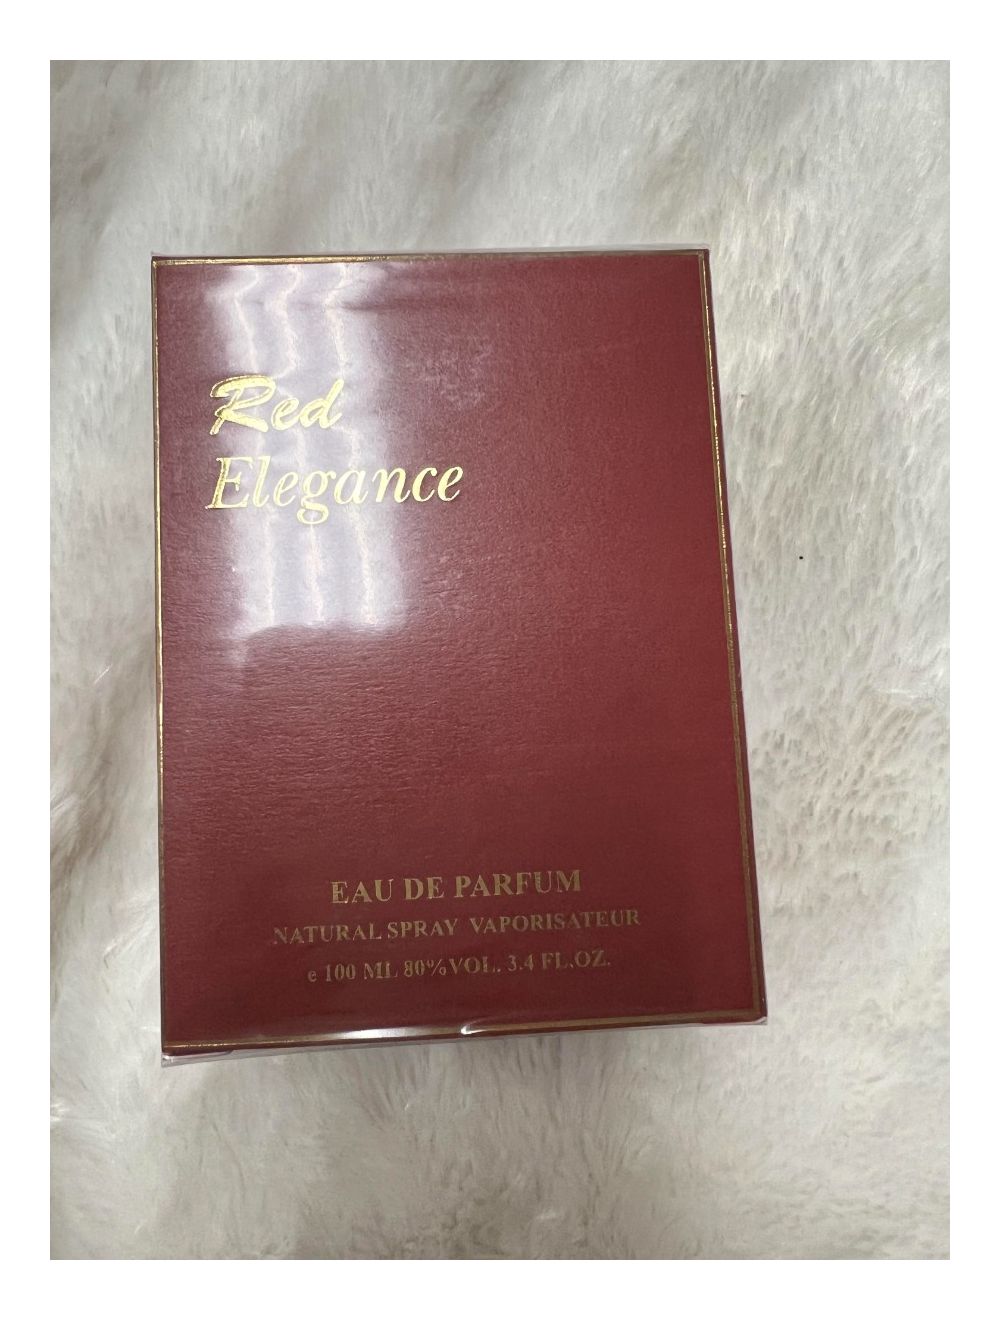 Red
Elegance
EAU DE PARFUM
NATURAL SPRAY VAPORISATEUR
e 100 ML 80%VOL. 3.4 FL.OZ.